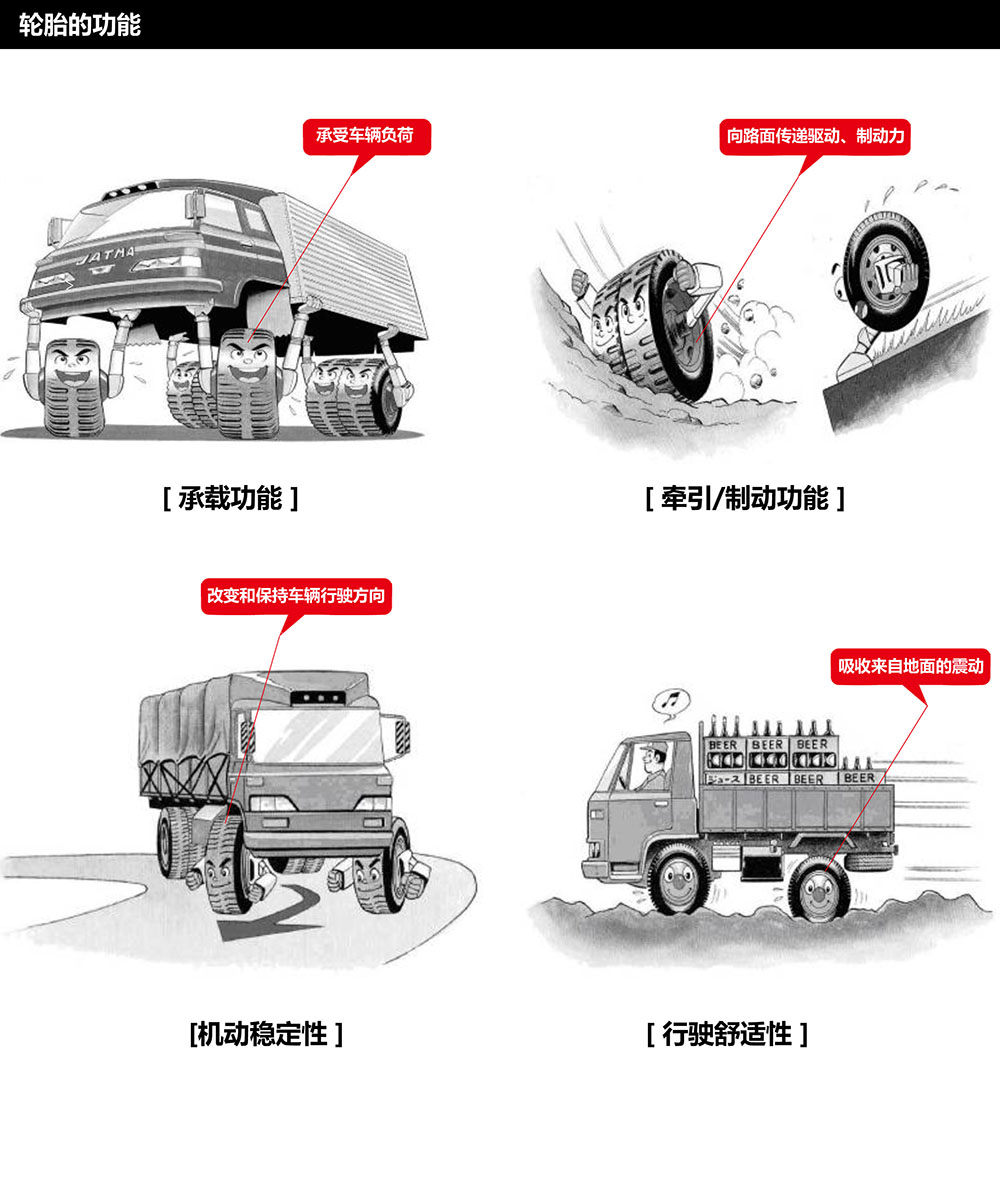 轮胎的功能
承受车辆负荷
向路面传递驱动、制动力
JATMA
[ 承载功能 ]
[ 牵引/制动功能 ]
改变和保持车辆行驶方向
吸收来自地面的震动
BEER BEER BEER
ジュース BEER BEER BEER
[机动稳定性 ]
[ 行驶舒适性 ]